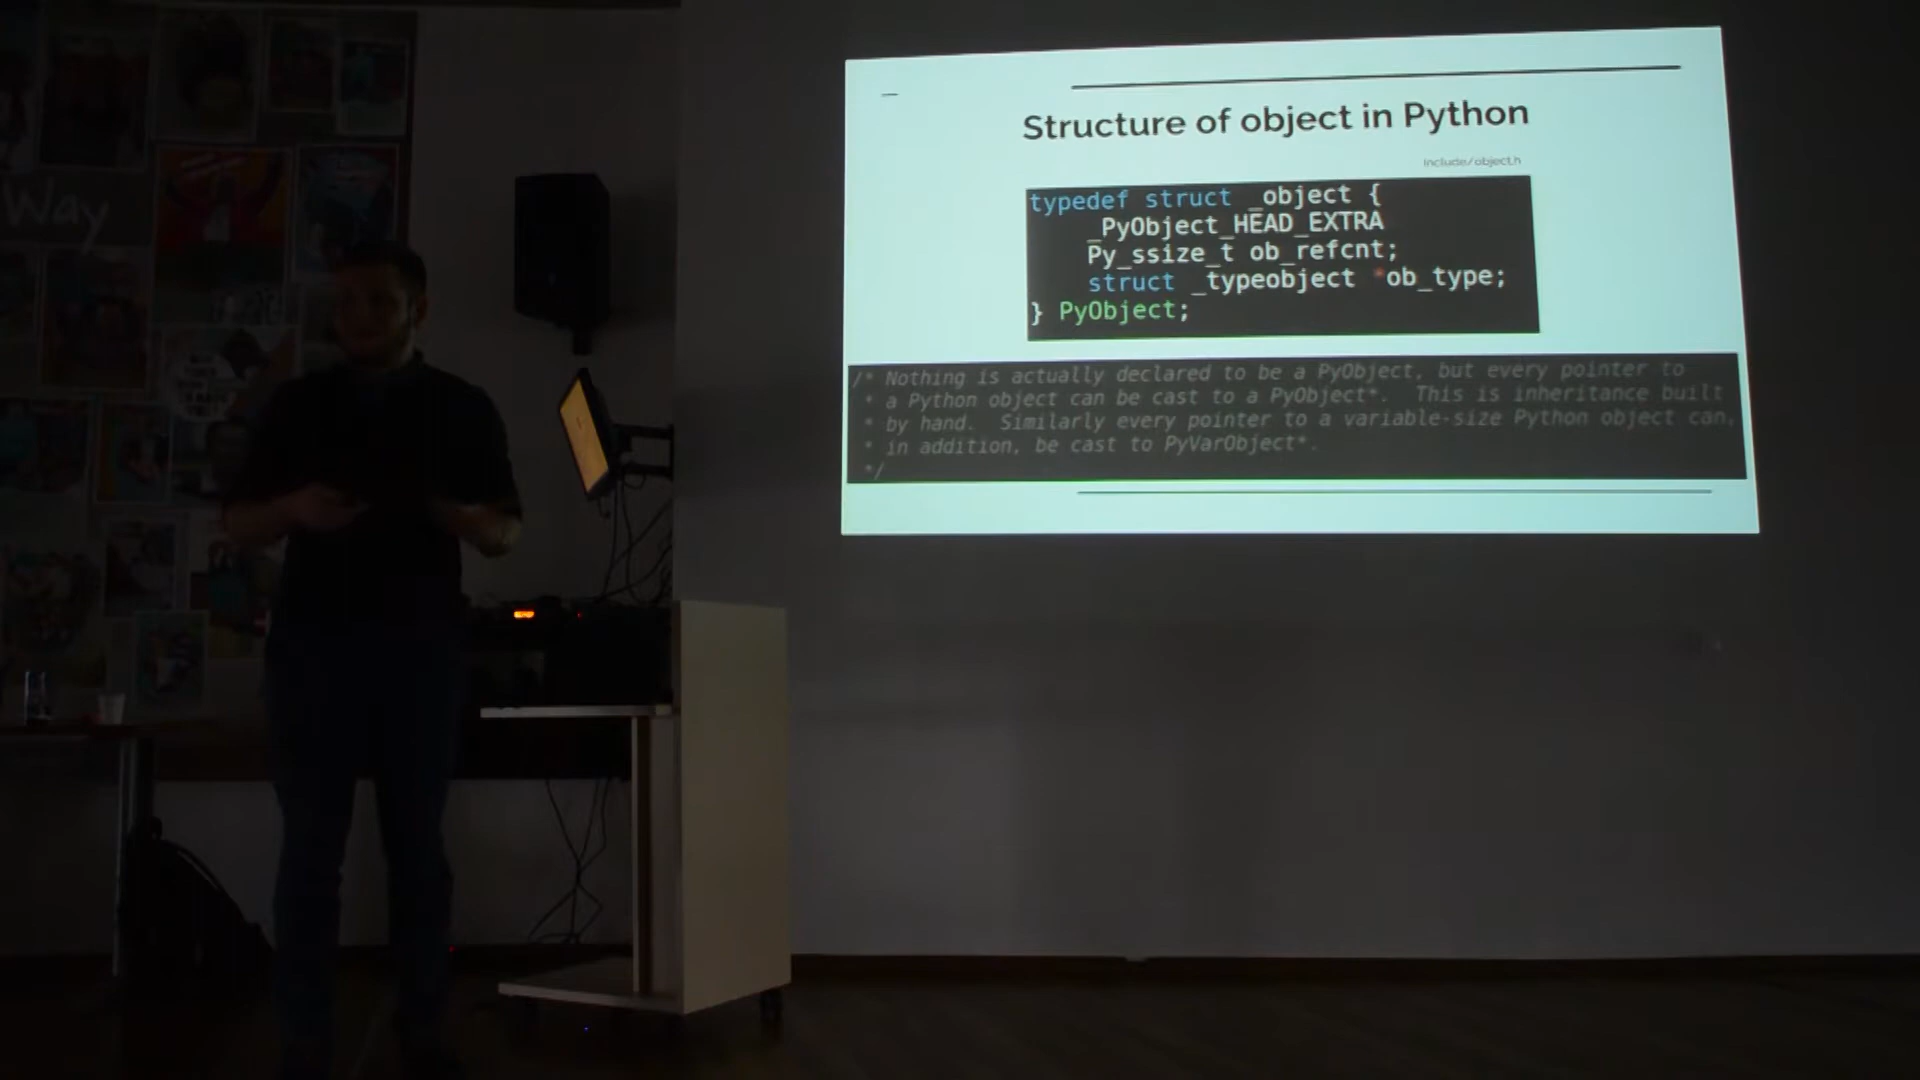 Way
Structure of object in Python
include/object.h
typedef struct _object {
_PyObject_HEAD_EXTRA
Py_ssize_t ob_refcnt;
struct _typeobject *ob_type;
} PyObject;
/* Nothing is actually declared to be a PyObject, but every pointer to
* a Python object can be cast to a PyObject*. This is inheritance built
* by hand. Similarly every pointer to a variable-size Python object can,
* in addition, be cast to PyVarObject*.
*/